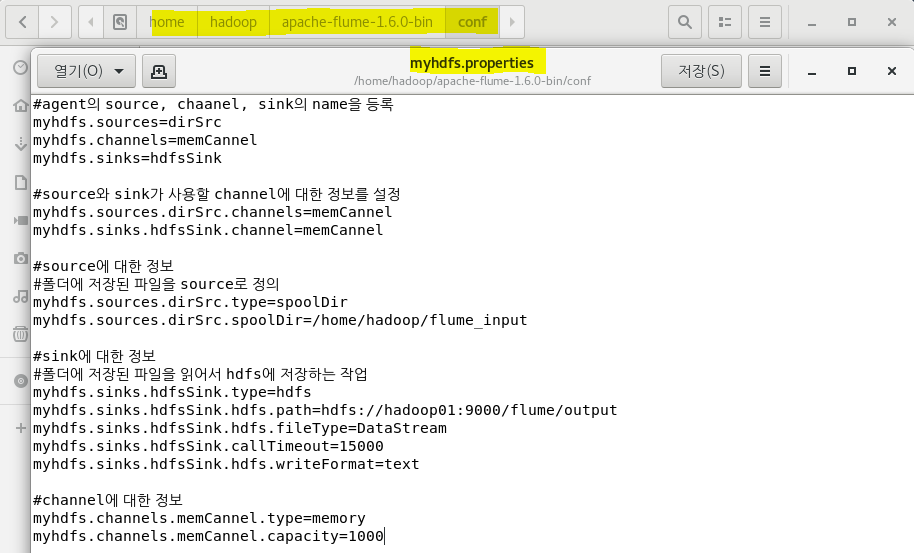 home hadoop apache-flume-1.6.0-bin conf
열기(O) myhdfs.properties 저장(S)
/home/hadoop/apache-flume-1.6.0-bin/conf
#agent의 source, chaanel, sink의 name을 등록
myhdfs.sources=dirSrc
myhdfs.channels=memCannel
myhdfs.sinks=hdfsSink
#source와 sink가 사용할 channel에 대한 정보를 설정
myhdfs.sources.dirSrc.channels=memCannel
myhdfs.sinks.hdfsSink.channel=memCannel
#source에 대한 정보
#폴더에 저장된 파일을 source로 정의
myhdfs.sources.dirSrc.type=spoolDir
myhdfs.sources.dirSrc.spoolDir=/home/hadoop/flume_input
#sink에 대한 정보
#폴더에 저장된 파일을 읽어서 hdfs에 저장하는 작업
myhdfs.sinks.hdfsSink.type=hdfs
myhdfs.sinks.hdfsSink.hdfs.path=hdfs://hadoop01:9000/flume/output
myhdfs.sinks.hdfsSink.hdfs.fileType=DataStream
myhdfs.sinks.hdfsSink.callTimeout=15000
myhdfs.sinks.hdfsSink.hdfs.writeFormat=text
#channel에 대한 정보
myhdfs.channels.memCannel.type=memory
myhdfs.channels.memCannel.capacity=1000